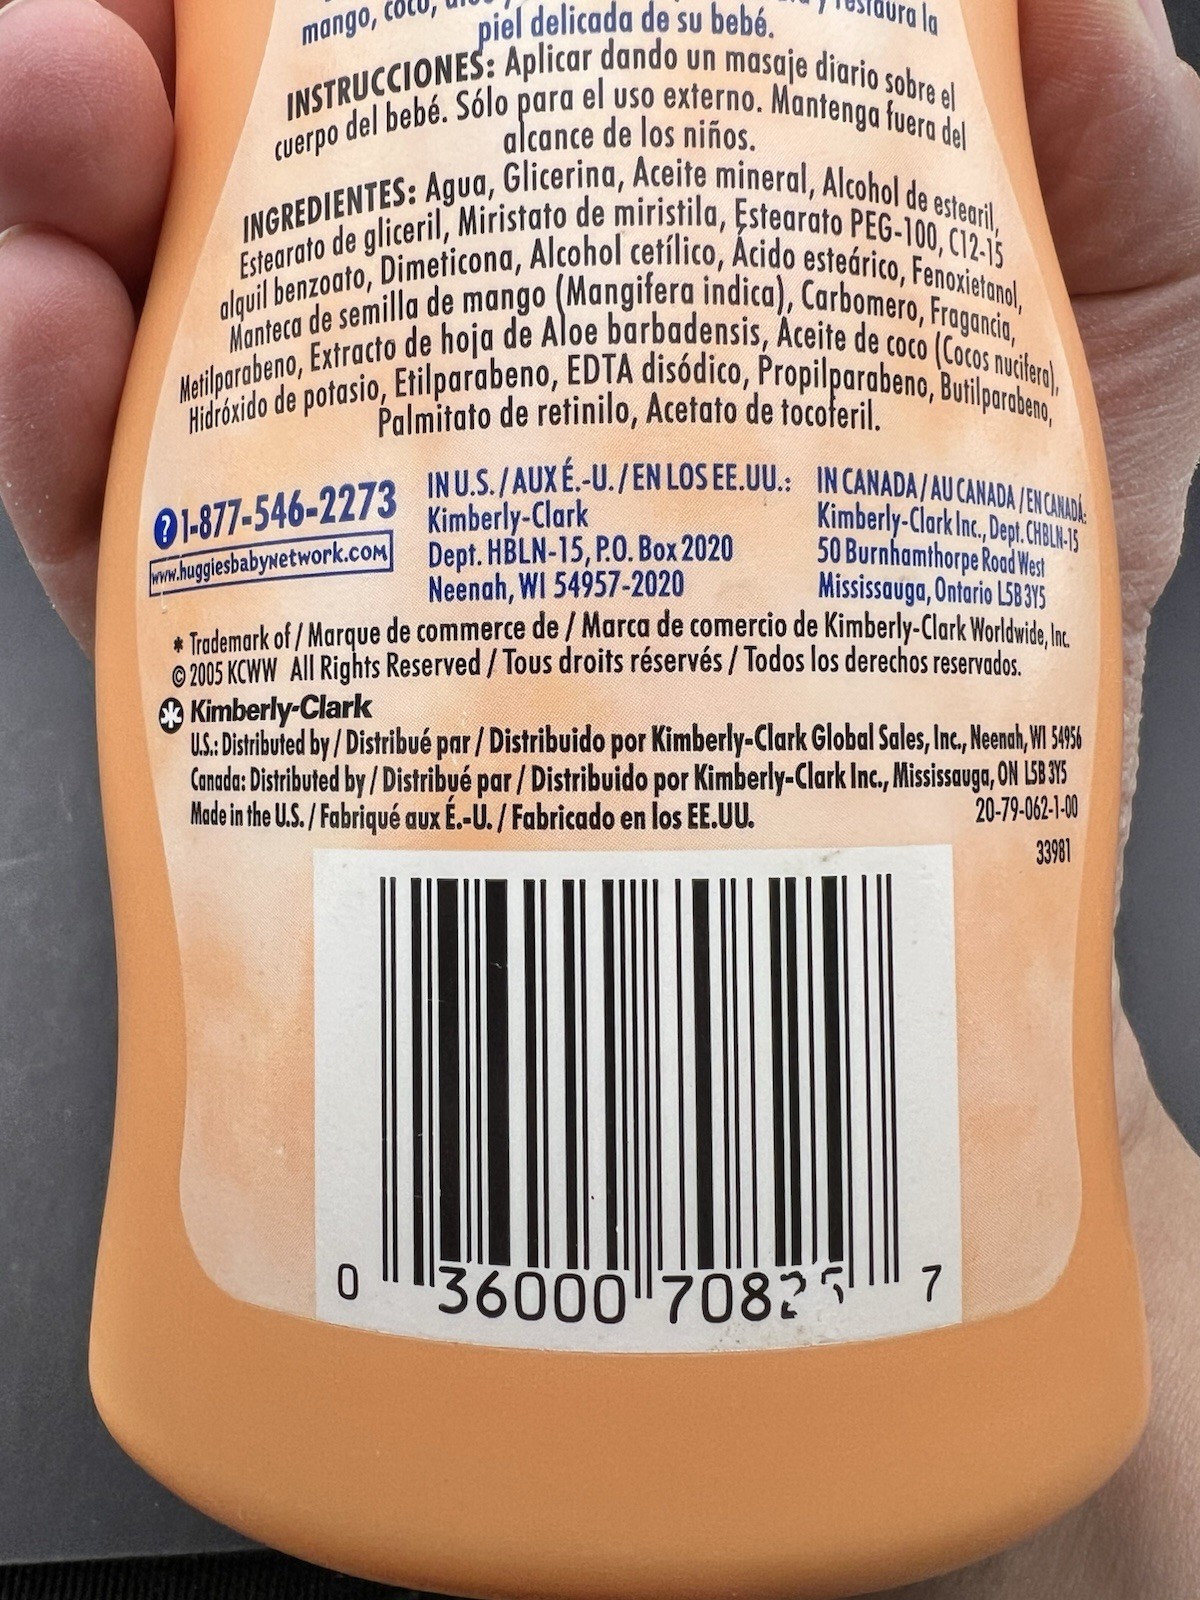 mango, coco, y restaura la
piel delicada de su bebé.
INSTRUCCIONES: Aplicar dando un masaje diario sobre el
cuerpo del bebé. Sólo para el uso externo. Mantenga fuera del
alcance de los niños.
INGREDIENTES: Agua, Glicerina, Aceite mineral, Alcohol de estearil,
Estearato de gliceril, Miristato de miristila, Estearato PEG-100, C12-15
alquil benzoato, Dimeticona, Alcohol cetílico, Ácido esteárico, Fenoxietanol,
Manteca de semilla de mango (Mangifera indica), Carbomero, Fragancia,
Metilparabeno, Extracto de hoja de Aloe barbadensis, Aceite de coco (Cocos nucifera),
Hidróxido de potasio, Etilparabeno, EDTA disódico, Propilparabeno, Butilparabeno,
Palmitato de retinilo, Acetato de tocoferil.
? 1-877-546-2273
www.huggiesbabynetwork.com
IN U.S. / AUX É.-U. / EN LOS EE.UU.:
Kimberly-Clark
Dept. HBLN-15, P.O. Box 2020
Neenah, WI 54957-2020
IN CANADA / AU CANADA / EN CANADÁ:
Kimberly-Clark Inc., Dept. CHBLN-15
50 Burnhamthorpe Road West
Mississauga, Ontario L5B 3Y5
* Trademark of / Marque de commerce de / Marca de comercio de Kimberly-Clark Worldwide, Inc.
© 2005 KCWW All Rights Reserved / Tous droits réservés / Todos los derechos reservados.
Kimberly-Clark
U.S.: Distributed by / Distribué par / Distribuido por Kimberly-Clark Global Sales, Inc., Neenah, WI 54956
Canada: Distributed by / Distribué par / Distribuido por Kimberly-Clark Inc., Mississauga, ON L5B 3Y5
Made in the U.S. / Fabriqué aux É.-U. / Fabricado en los EE.UU.
20-79-062-1-00
33981
0 36000 70825 7